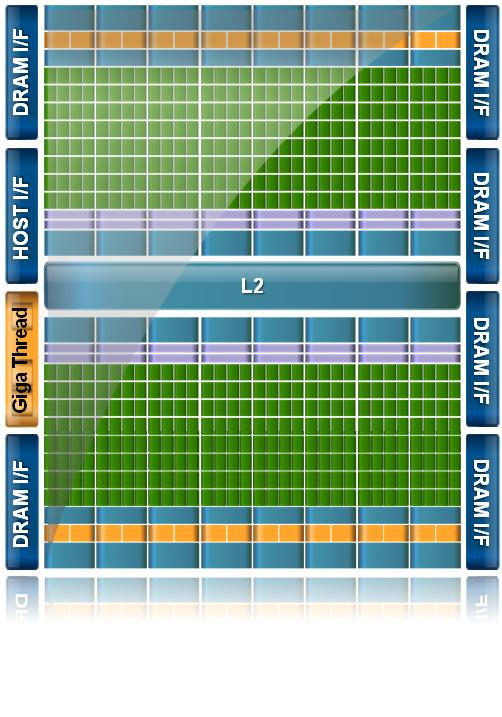 DRAM I/F
HOST I/F
Giga Thread
DRAM I/F
L2
DRAM I/F
DRAM I/F
DRAM I/F
DRAM I/F